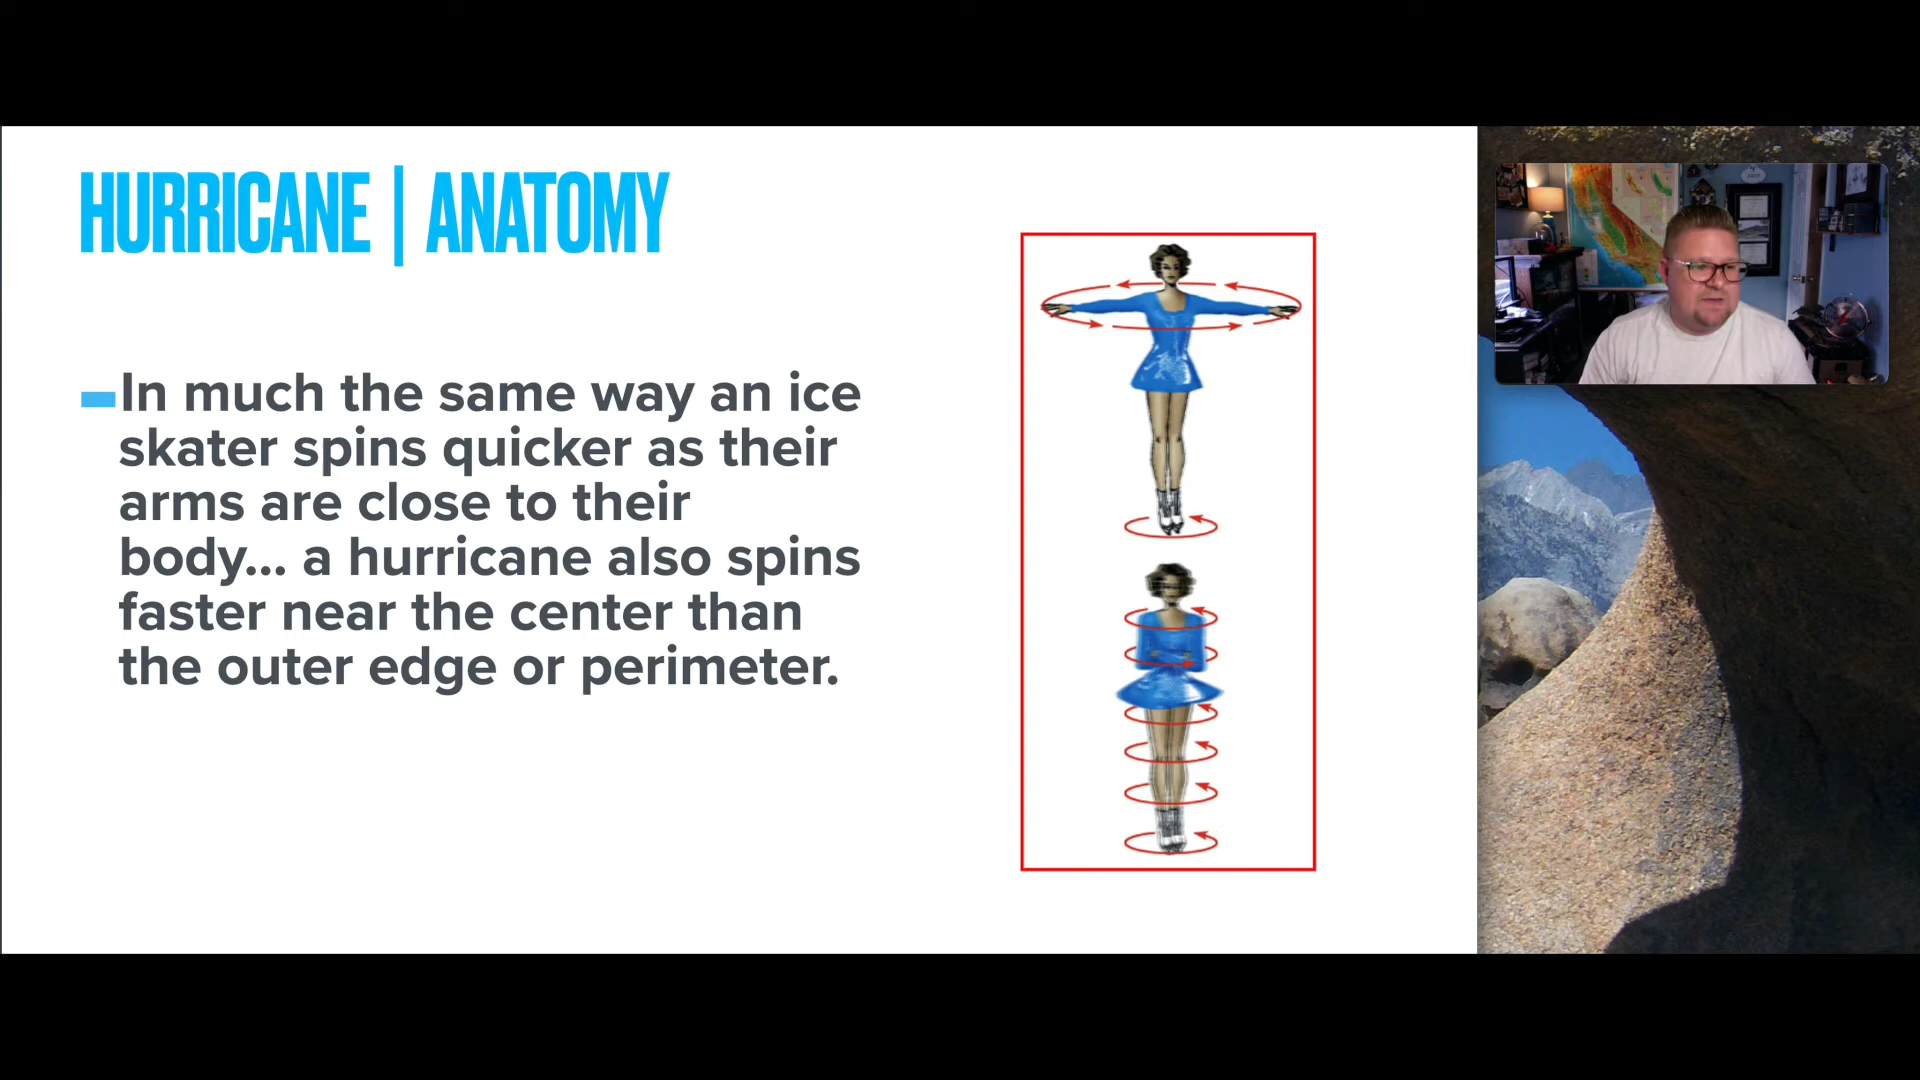 HURRICANE | ANATOMY
In much the same way an ice
skater spins quicker as their
arms are close to their
body... a hurricane also spins
faster near the center than
the outer edge or perimeter.